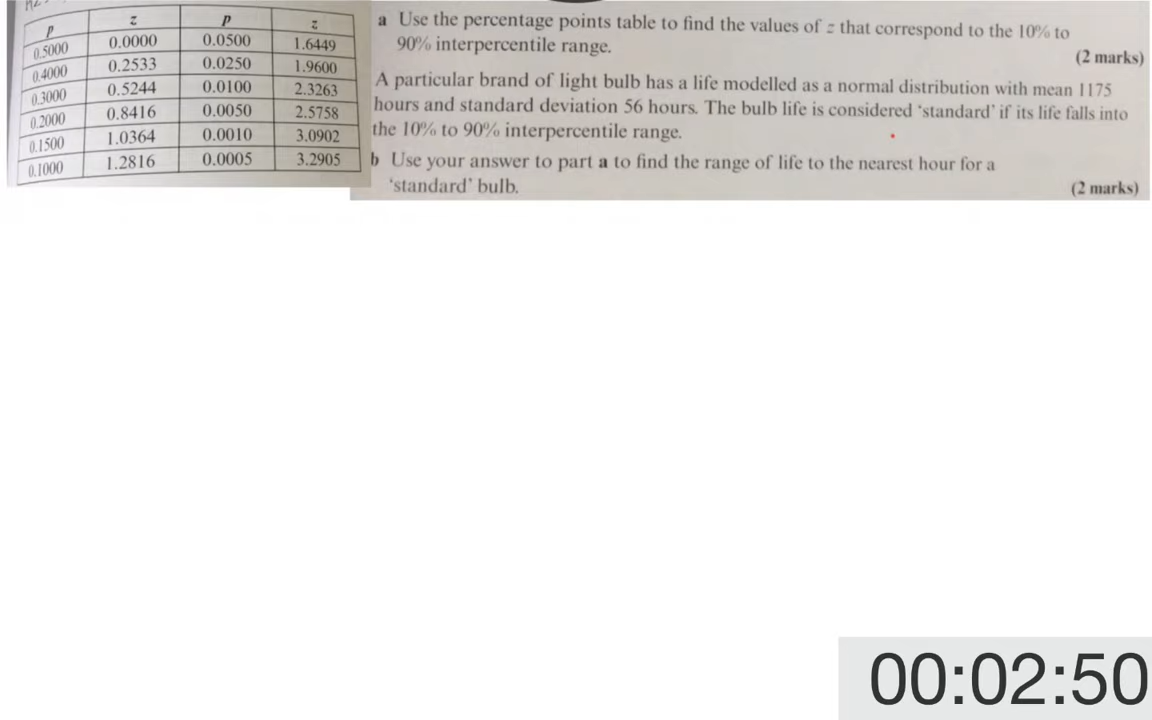 p z p z
0.5000 0.0000 0.0500 1.6449
0.4000 0.2533 0.0250 1.9600
0.3000 0.5244 0.0100 2.3263
0.2000 0.8416 0.0050 2.5758
0.1500 1.0364 0.0010 3.0902
0.1000 1.2816 0.0005 3.2905
a Use the percentage points table to find the values of z that correspond to the 10% to
90% interpercentile range.
(2 marks)
A particular brand of light bulb has a life modelled as a normal distribution with mean 1175
hours and standard deviation 56 hours. The bulb life is considered ‘standard’ if its life falls into
the 10% to 90% interpercentile range.
b Use your answer to part a to find the range of life to the nearest hour for a
‘standard’ bulb.
(2 marks)
00:02:50